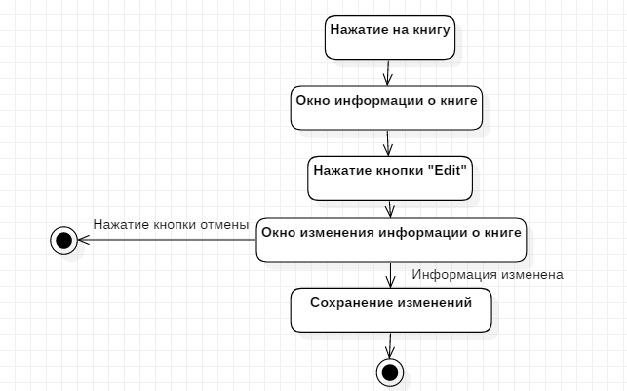 Нажатие на книгу
Окно информации о книге
Нажатие кнопки "Edit"
Нажатие кнопки отмены
Окно изменения информации о книге
Информация изменена
Сохранение изменений